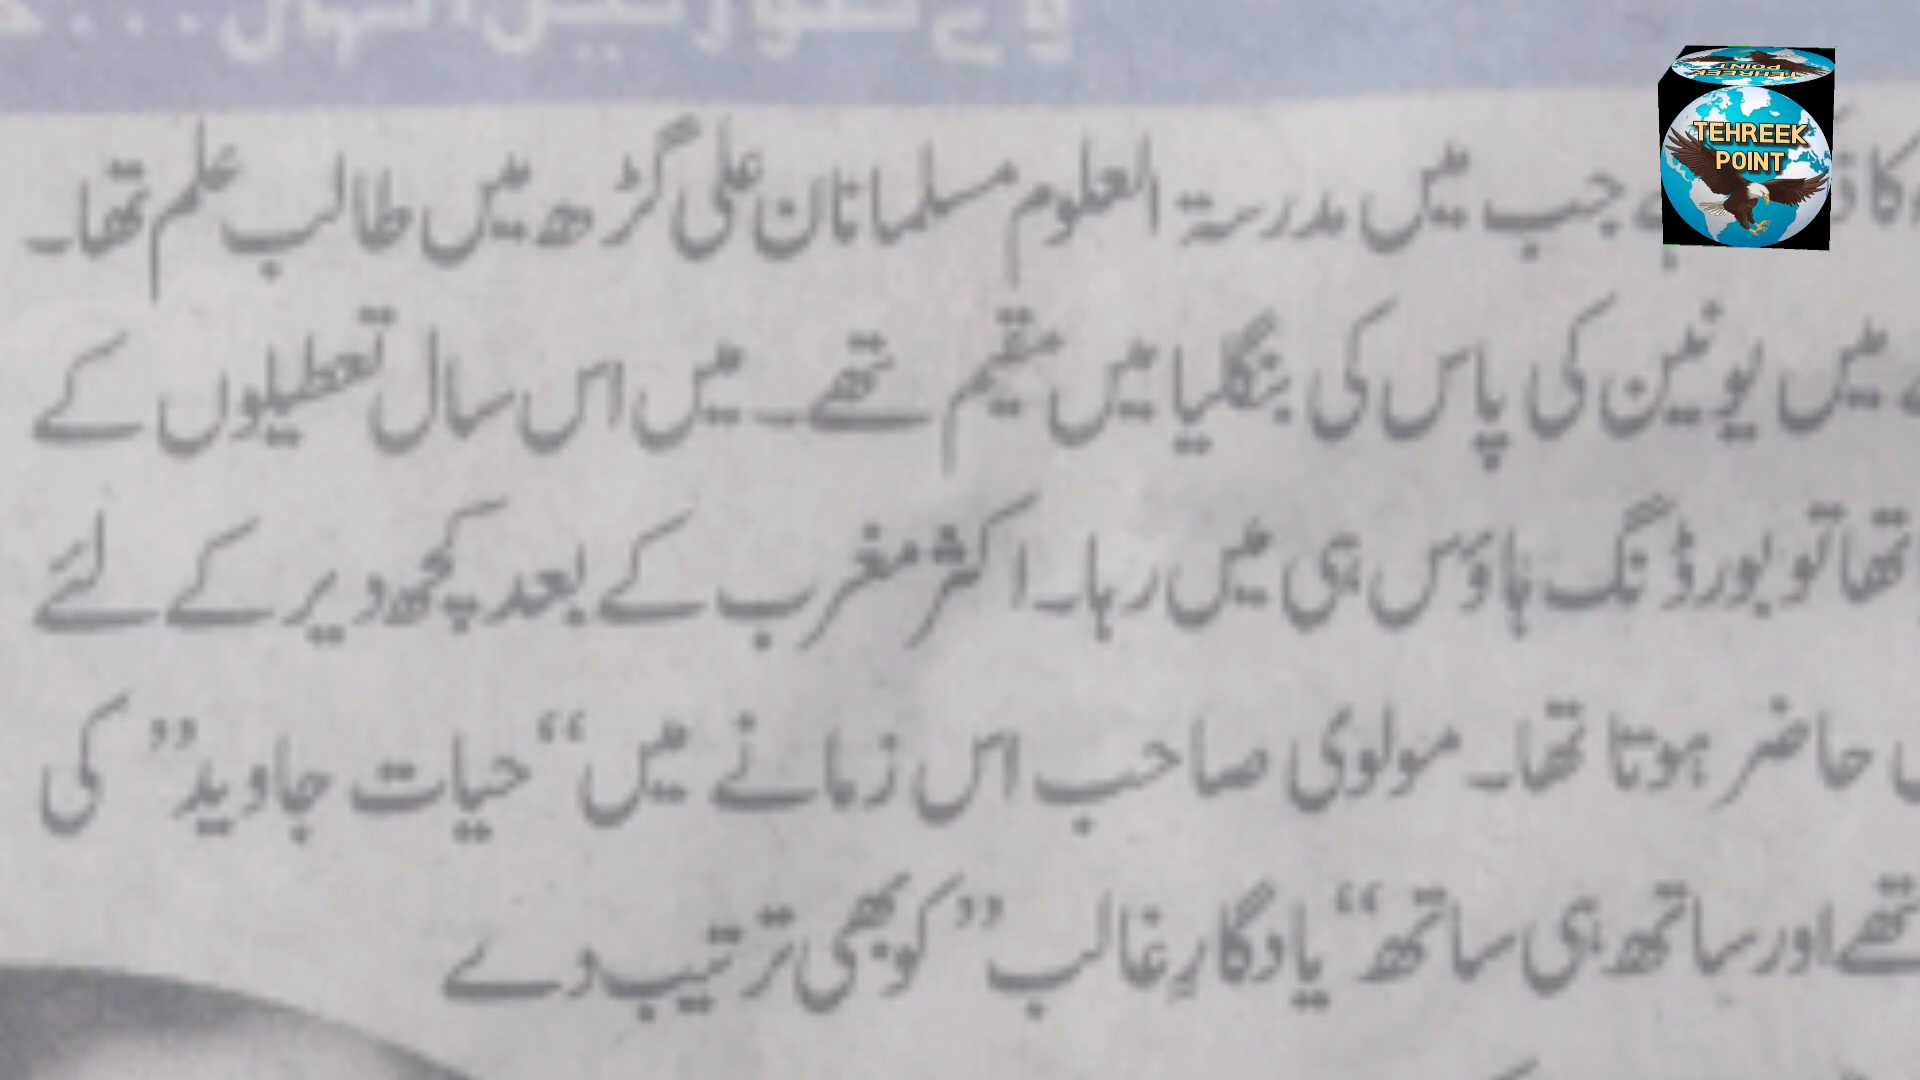 TEHREEK
POINT
جب میں مدرسۃ العلوم مسلمانان علی گڑھ میں طالب علم تھا۔
میں یونین کی پاس کی بنگلیا میں مقیم تھے۔ میں اس سال تعطیلوں کے
تھا تو بورڈنگ ہاؤس ہی میں رہا۔ اکثر مغرب کے بعد کچھ دیر کے لئے
حاضر ہوتا تھا۔ مولوی صاحب اس زمانے میں “حیات جاوید” کی
تھے اور ساتھ ہی ساتھ “یادگارِ غالب” کو بھی ترتیب دے